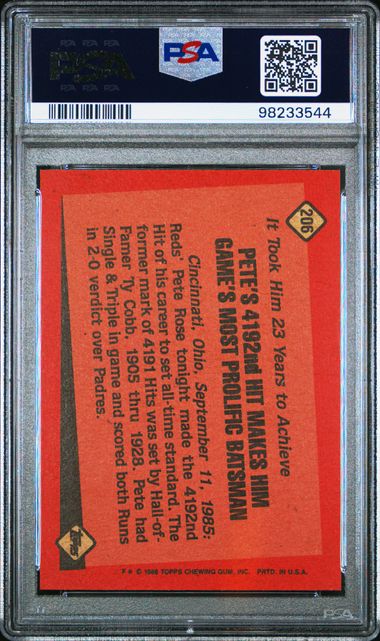 PSA
PSA
98233544
206
It Took Him 23 Years to Achieve
PETE'S 4192nd HIT MAKES HIM
GAME'S MOST PROLIFIC BATSMAN
Cincinnati, Ohio, September 11, 1985:
Reds' Pete Rose tonight made the 4192nd
Hit of his career to set all-time standard. The
former mark of 4191 Hits was set by Hall-of-
Famer Ty Cobb, 1905 thru 1928. Pete had
Single & Triple in game and scored both Runs
in 2-0 verdict over Padres.
Topps
F * © 1986 TOPPS CHEWING GUM, INC. PRTD. IN U.S.A.
PSA